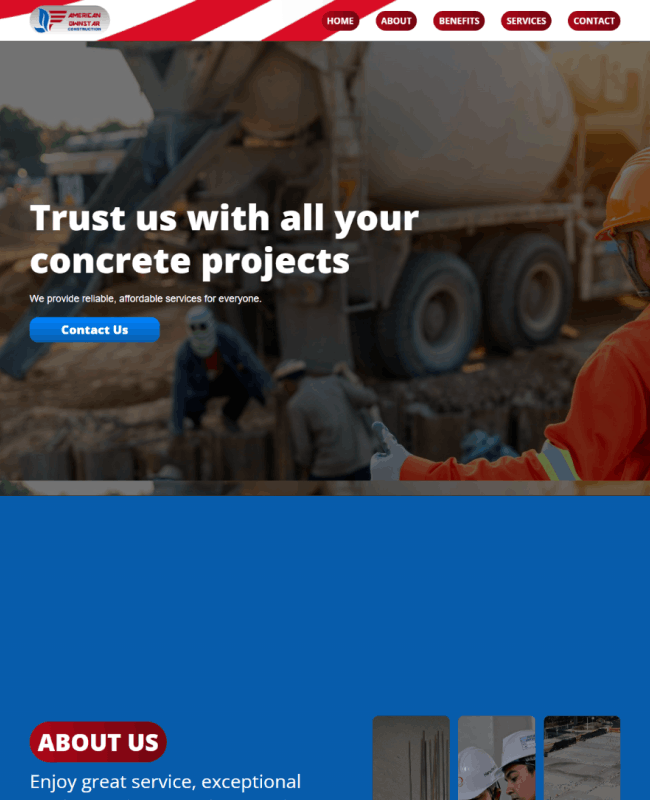 AMERICAN
OWNSTAR
CONSTRUCTION
HOME
ABOUT
BENEFITS
SERVICES
CONTACT
Trust us with all your
concrete projects
We provide reliable, affordable services for everyone.
Contact Us
ABOUT US
Enjoy great service, exceptional